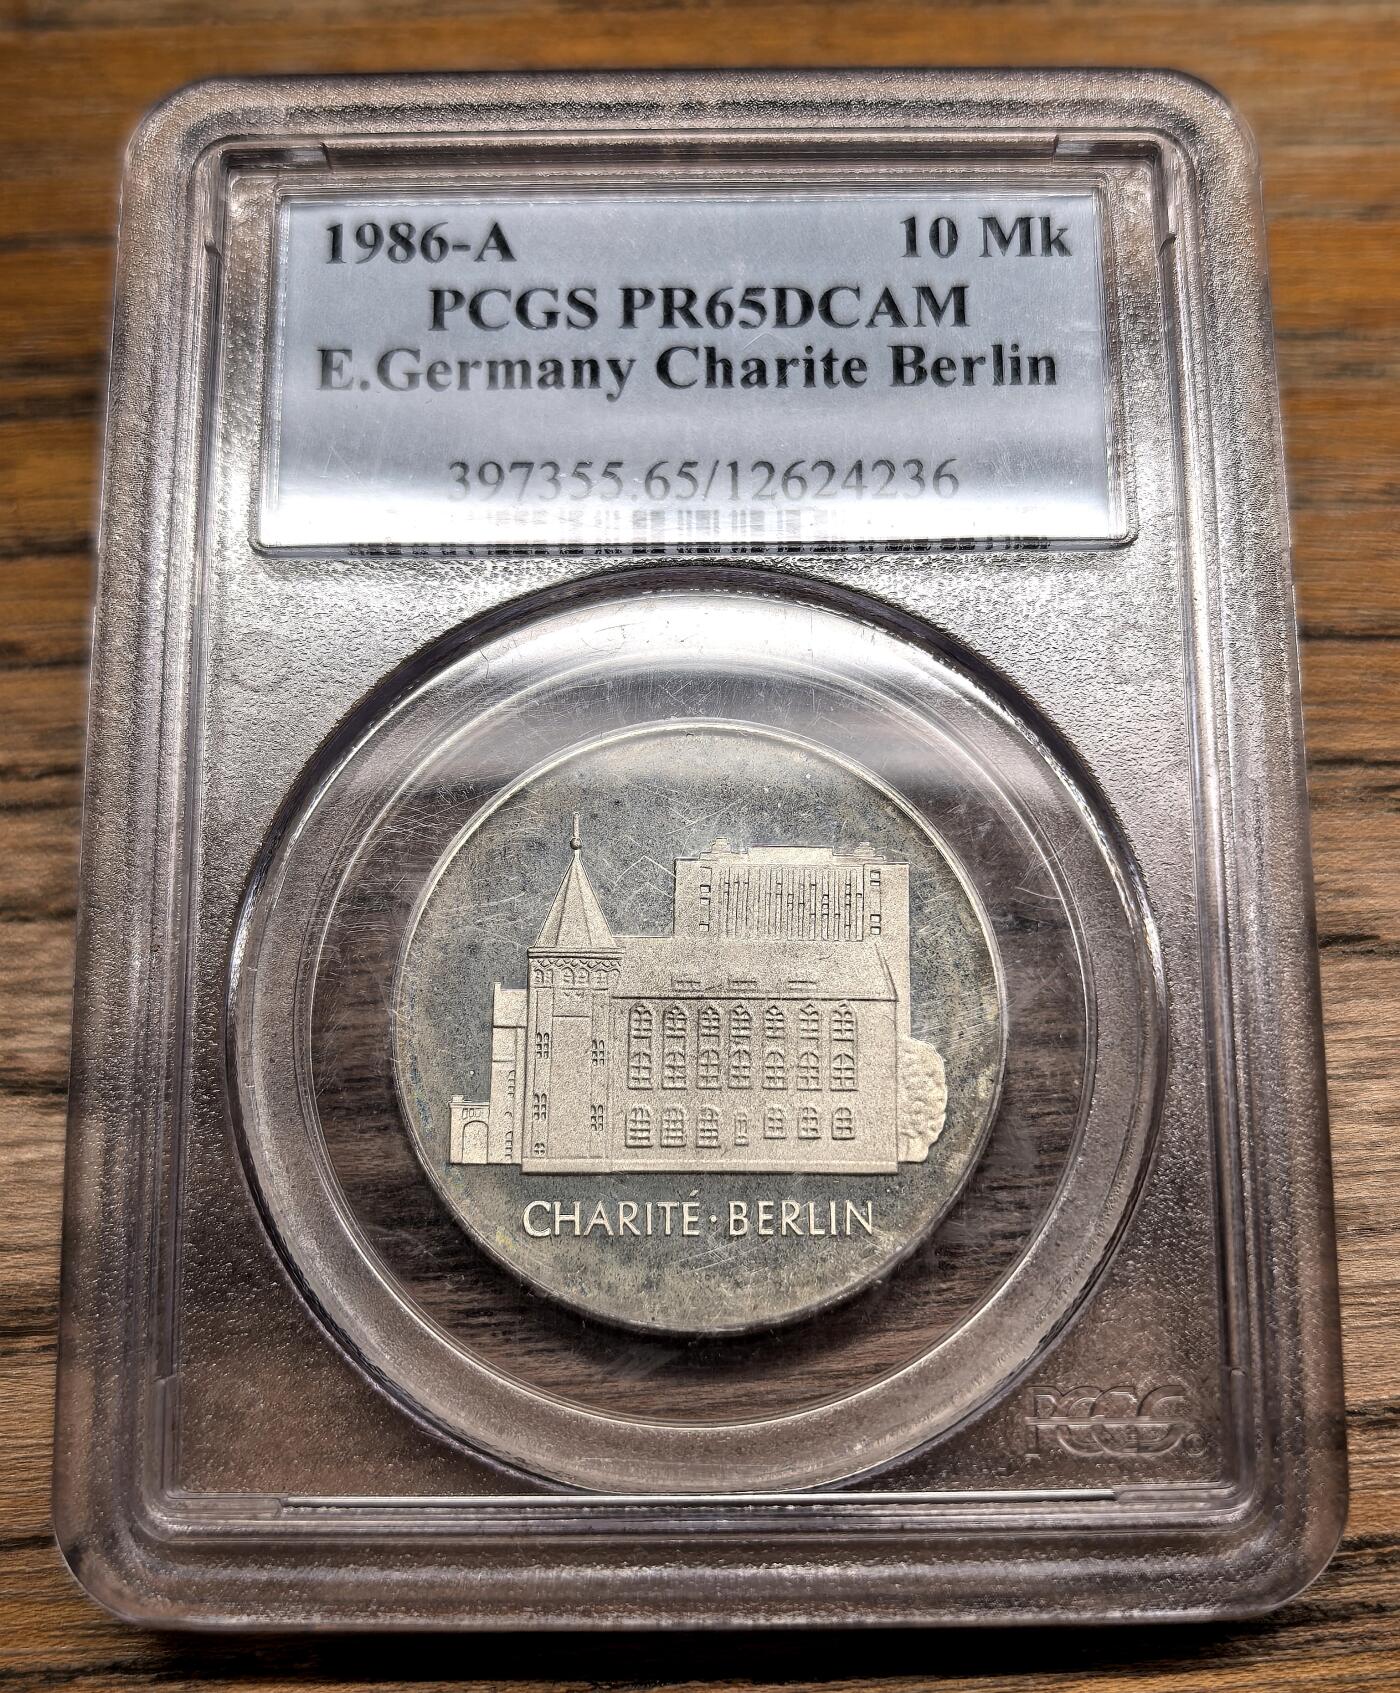 1986-A 10 Mk
PCGS PR65DCAM
E.Germany Charite Berlin
397355.65/12624236
CHARITÉ·BERLIN
PCGS